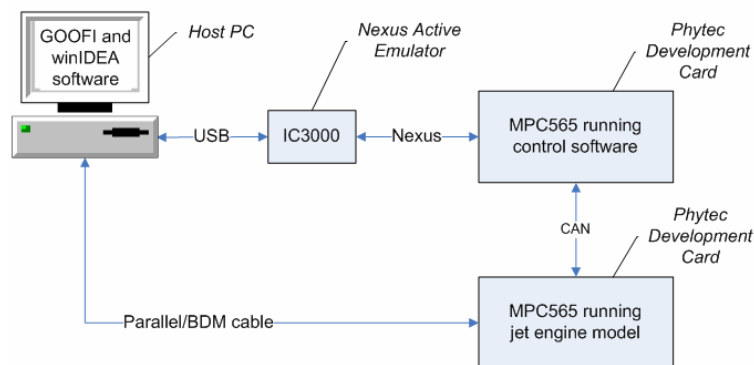 GOOFI and
winIDEA
software
Host PC
Nexus Active
Emulator
Phytec
Development
Card
USB
IC3000
Nexus
MPC565 running
control software
CAN
Phytec
Development
Card
Parallel/BDM cable
MPC565 running
jet engine model